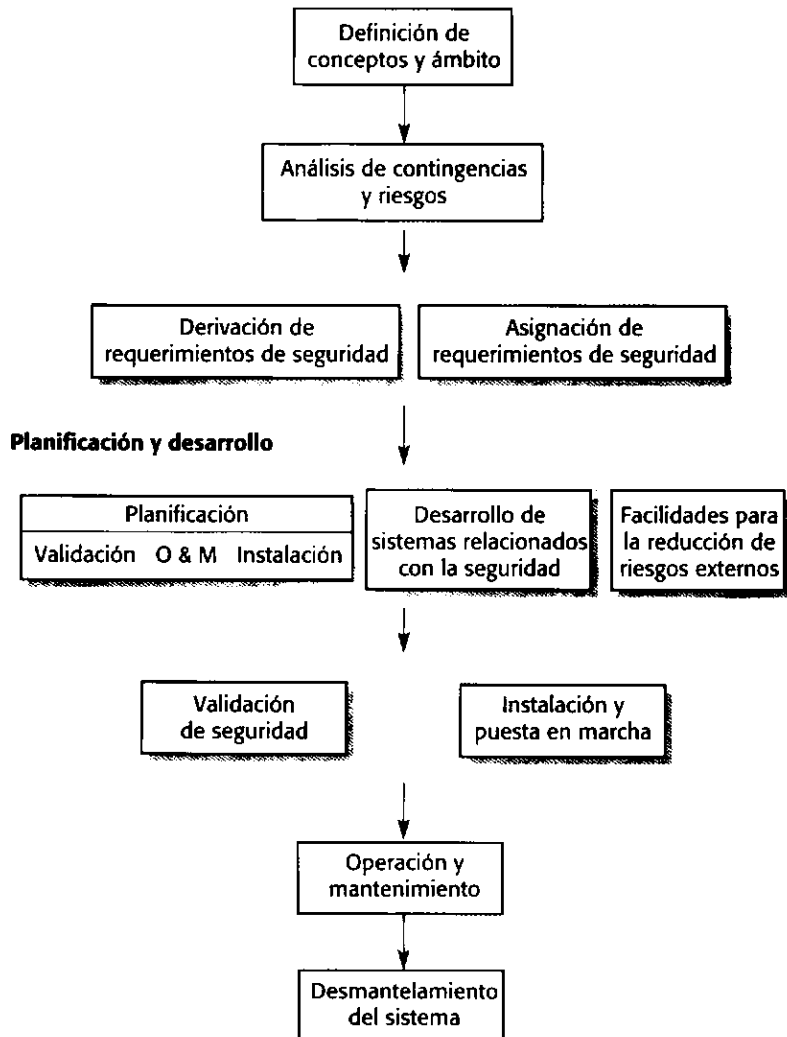 Definición de
conceptos y ámbito
Análisis de contingencias
y riesgos
Derivación de
requerimientos de seguridad
Asignación de
requerimientos de seguridad
Planificación y desarrollo
Planificación
Validación O & M Instalación
Desarrollo de
sistemas relacionados
con la seguridad
Facilidades para
la reducción de
riesgos externos
Validación
de seguridad
Instalación y
puesta en marcha
Operación y
mantenimiento
Desmantelamiento
del sistema